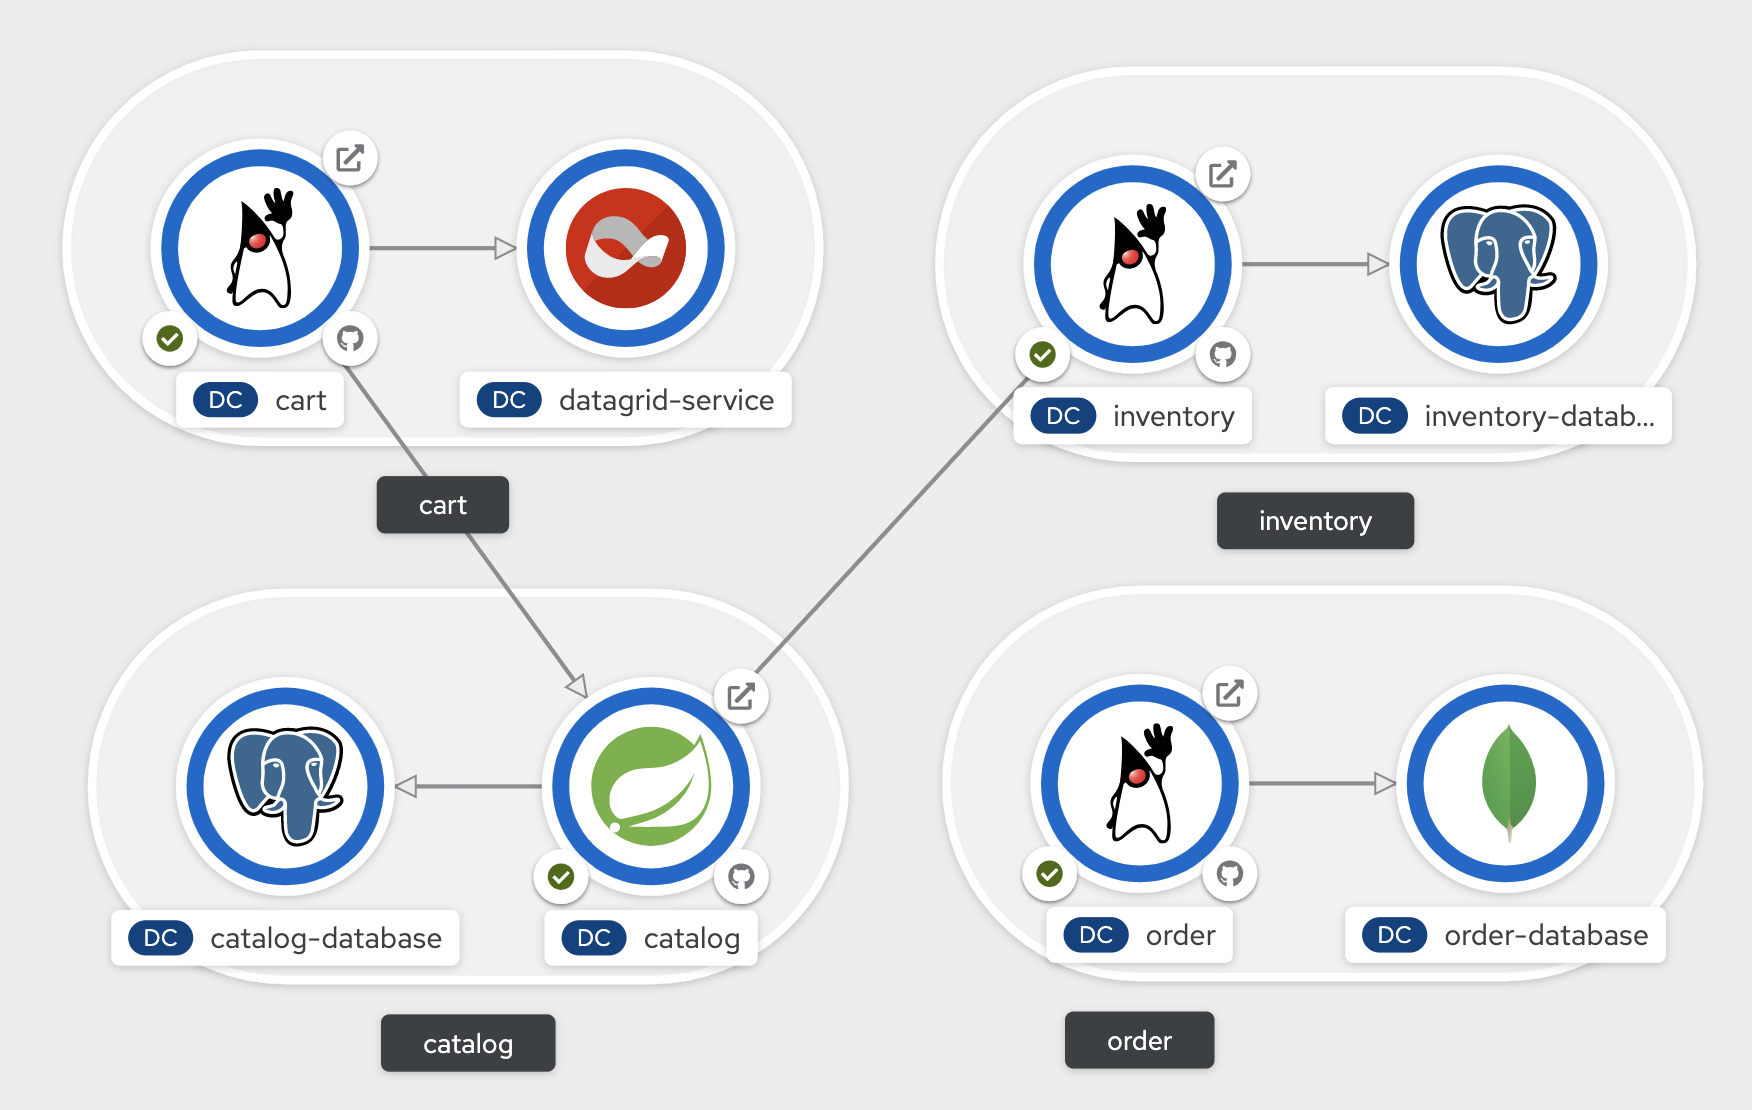 DC cart
DC datagrid-service
cart
DC inventory
DC inventory-datab...
inventory
DC catalog-database
DC catalog
catalog
DC order
DC order-database
order